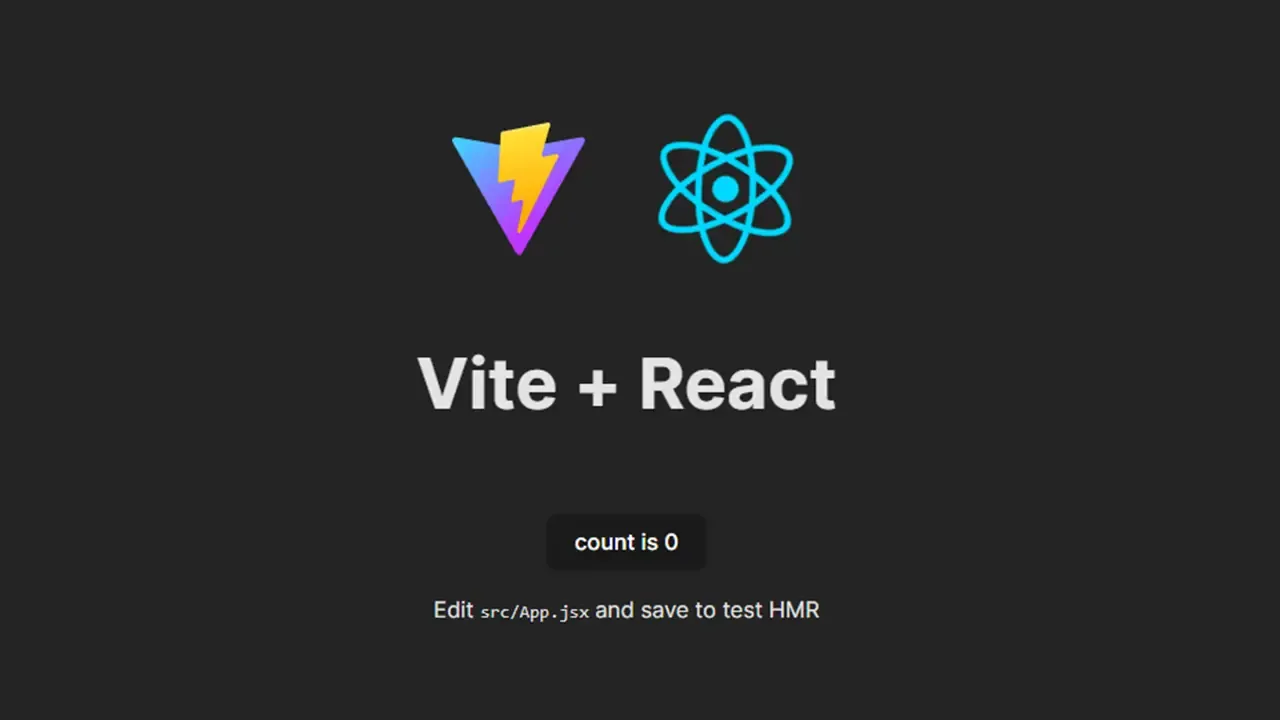 Vite + React
count is 0
Edit src/App.jsx and save to test HMR